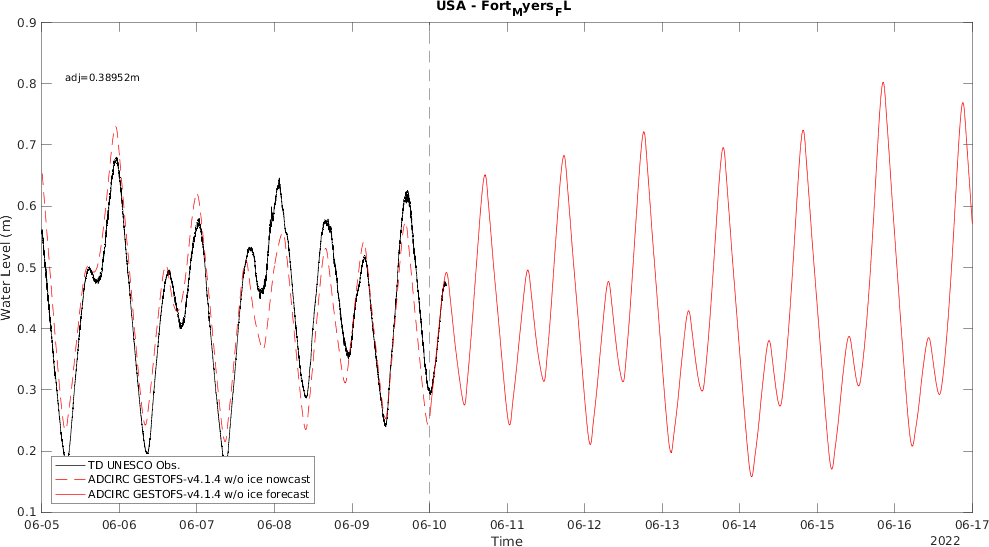 USA - Fort_Myers_FL
0.9
adj=0.38952m
0.8
0.7
0.6
0.5
0.4
0.3
0.2
0.1
Water Level (m)
TD UNESCO Obs.
ADCIRC GESTOFS-v4.1.4 w/o ice nowcast
ADCIRC GESTOFS-v4.1.4 w/o ice forecast
06-05 06-06 06-07 06-08 06-09 06-10 06-11 06-12 06-13 06-14 06-15 06-16 06-17
Time
2022